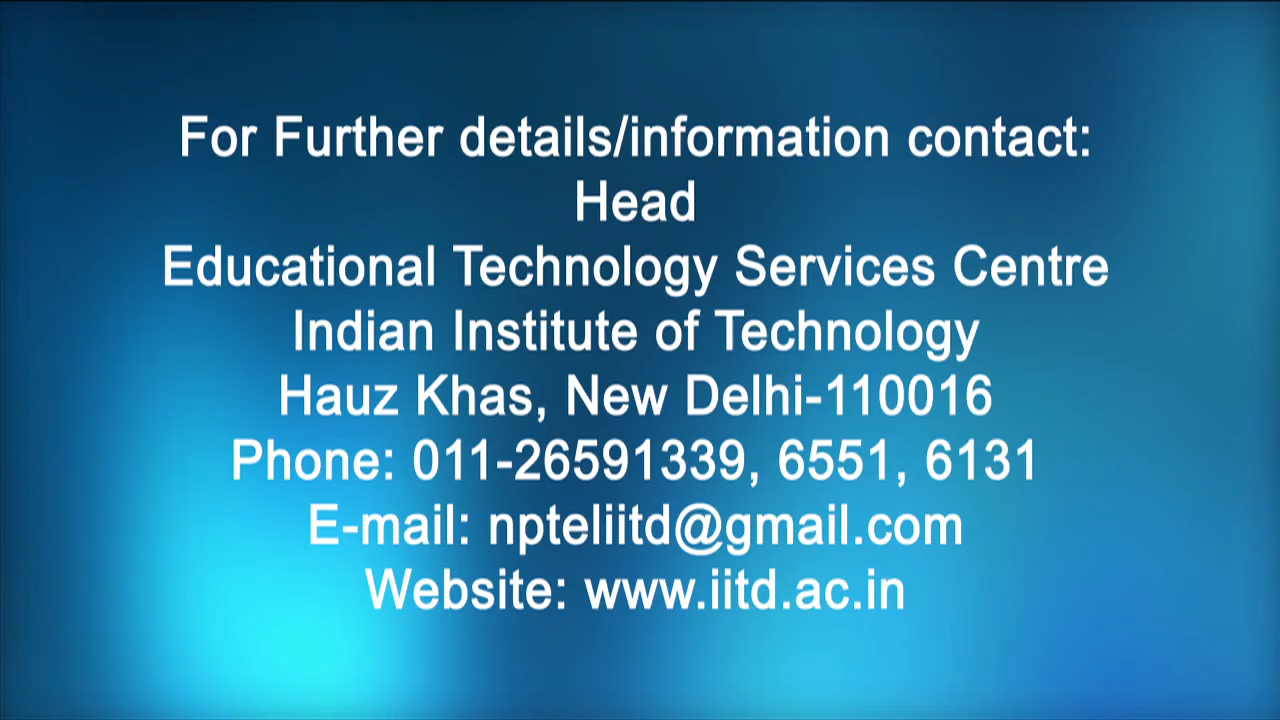 For Further details/information contact:
Head
Educational Technology Services Centre
Indian Institute of Technology
Hauz Khas, New Delhi-110016
Phone: 011-26591339, 6551, 6131
E-mail: npteliitd@gmail.com
Website: www.iitd.ac.in